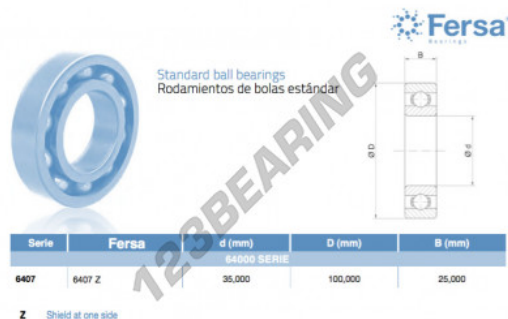 Fersa
Bearings
Standard ball bearings
Rodamientos de bolas estándar
B
Ø D
Ø d
123BEARING
Serie Fersa d (mm) D (mm) B (mm)
64000 SERIE
6407 6407 Z 35,000 100,000 25,000
Z Shield at one side